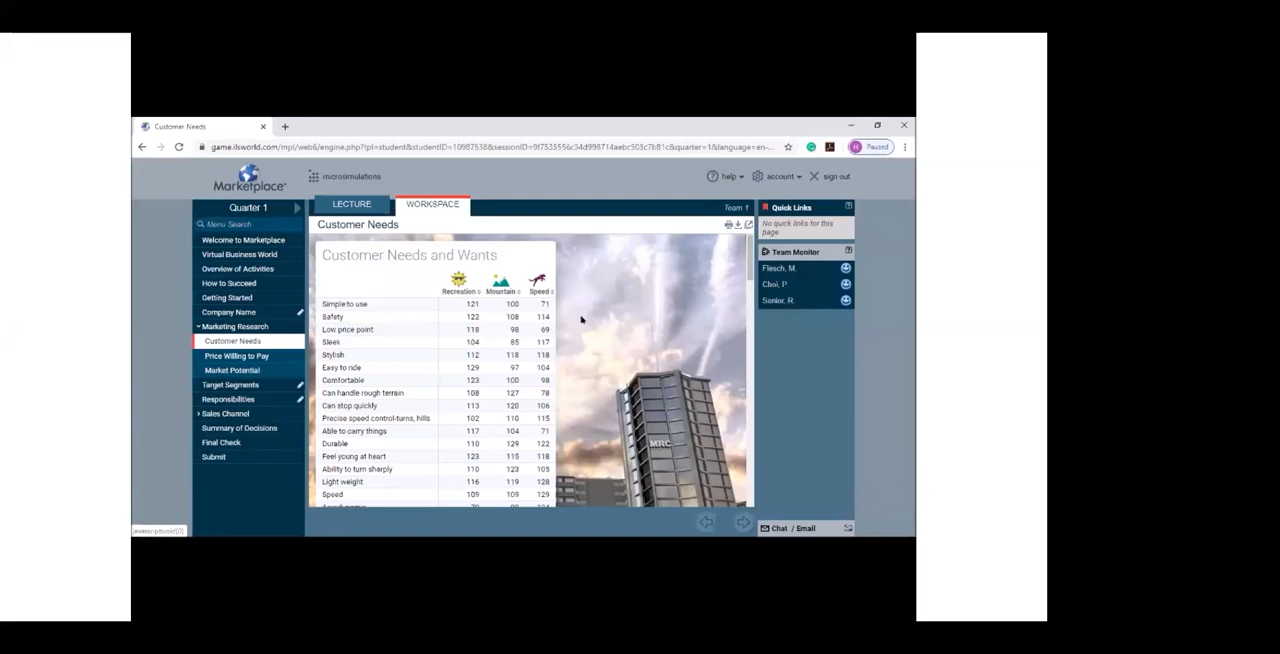 Customer Needs
game.ilsworld.com/mpl/web6/engine.php?tpl=student&studentID=10987538&sessionID=9f7535556c34d998714aebc503c7b81c&quarter=1&language=en-...
H Paused
Marketplace
microsimulations
help
account
sign out
Quarter 1
LECTURE
WORKSPACE
Team 1
Quick Links
Menu Search
Customer Needs
No quick links for this
page.
Welcome to Marketplace
Virtual Business World
Overview of Activities
How to Succeed
Getting Started
Company Name
Marketing Research
Customer Needs
Price Willing to Pay
Market Potential
Target Segments
Responsibilities
Sales Channel
Summary of Decisions
Final Check
Submit
Customer Needs and Wants
Recreation Mountain Speed
Simple to use 121 100 71
Safety 122 108 114
Low price point 118 98 69
Sleek 104 85 117
Stylish 112 118 118
Easy to ride 129 97 104
Comfortable 123 100 98
Can handle rough terrain 108 127 78
Can stop quickly 113 120 106
Precise speed control-turns, hills 102 110 115
Able to carry things 117 104 71
Durable 110 129 122
Feel young at heart 123 115 118
Ability to turn sharply 110 123 105
Light weight 116 119 128
Speed 109 109 129
MRC
Team Monitor
Flesch, M.
Choi, P.
Senior, R.
Chat / Email
javascript:void(0)